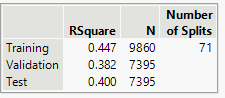 Number
RSquare N of Splits
Training 0.447 9860 71
Validation 0.382 7395
Test 0.400 7395